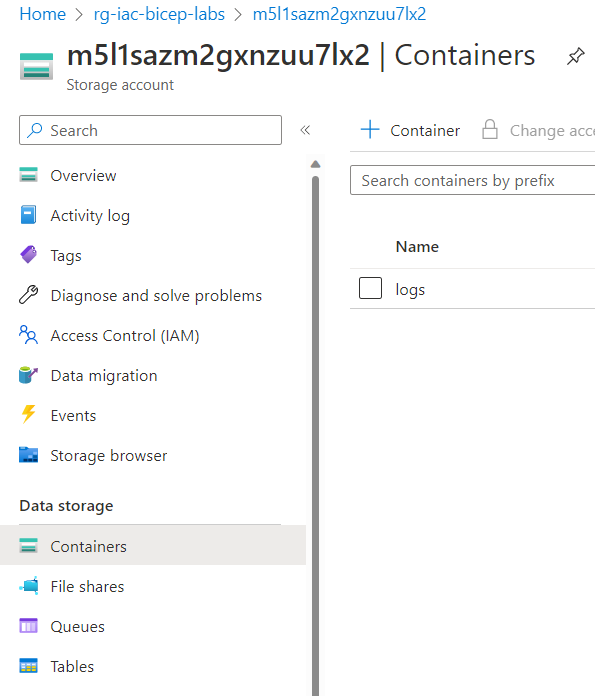 Home > rg-iac-bicep-labs > m5l1sazm2gxnzuu7lx2
m5l1sazm2gxnzuu7lx2 | Containers
Storage account
Search
Container
Change acc
Search containers by prefix
Overview
Activity log
Tags
Diagnose and solve problems
Access Control (IAM)
Data migration
Events
Storage browser
Data storage
Containers
File shares
Queues
Tables
Name
logs